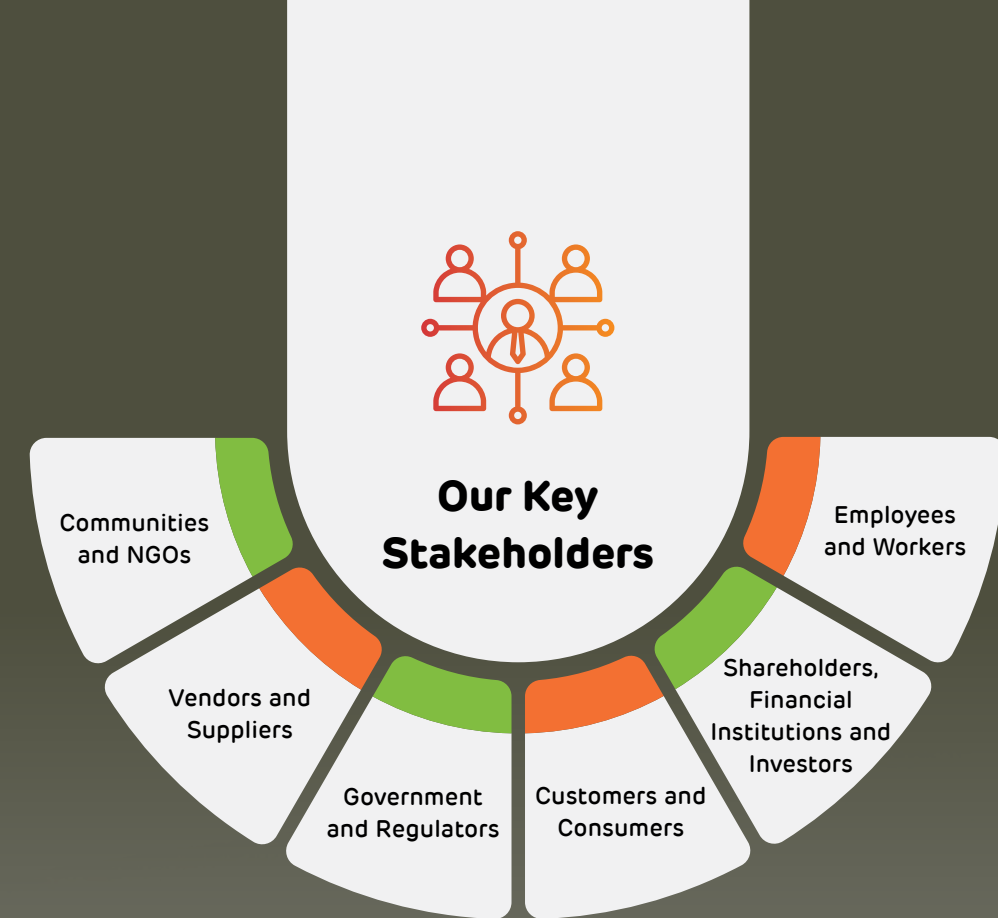 Our Key
Stakeholders
Communities
and NGOs
Vendors and
Suppliers
Government
and Regulators
Customers and
Consumers
Shareholders,
Financial
Institutions and
Investors
Employees
and Workers